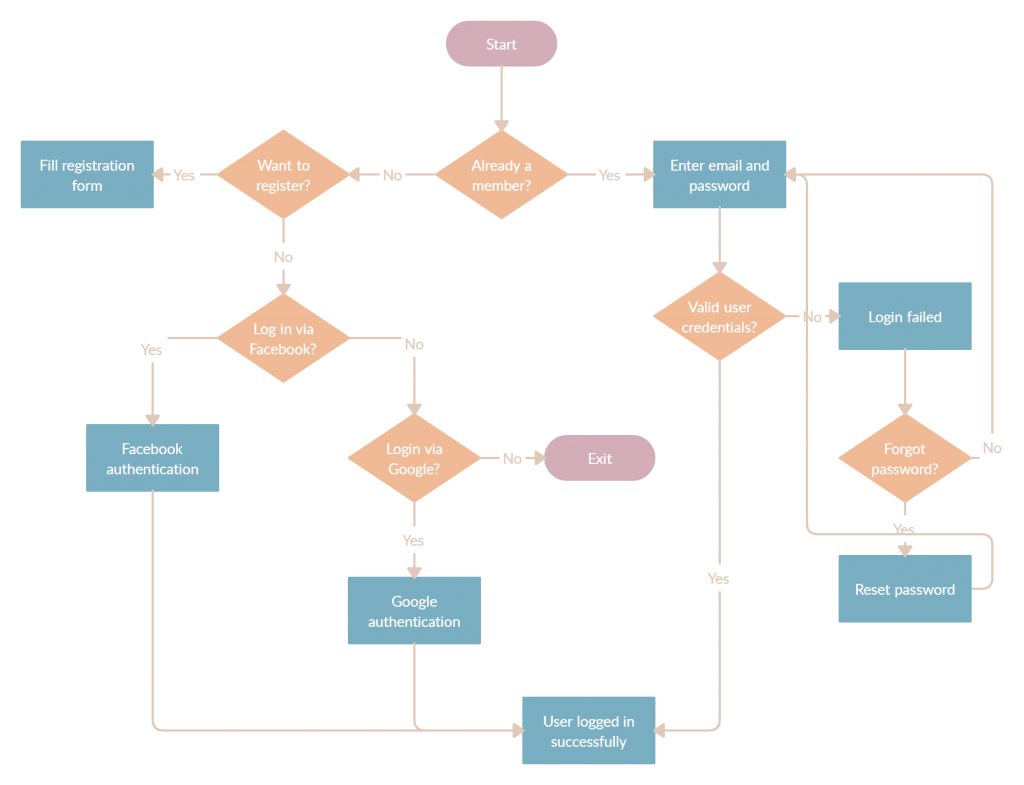 Start
Fill registration
form
Yes
Want to
register?
No
Already a
member?
Yes
Enter email and
password
No
Valid user
credentials?
No
Login failed
Log in via
Facebook?
Yes
No
Facebook
authentication
Login via
Google?
No
Exit
Forgot
password?
No
Yes
Yes
Yes
Google
authentication
Reset password
User logged in
successfully